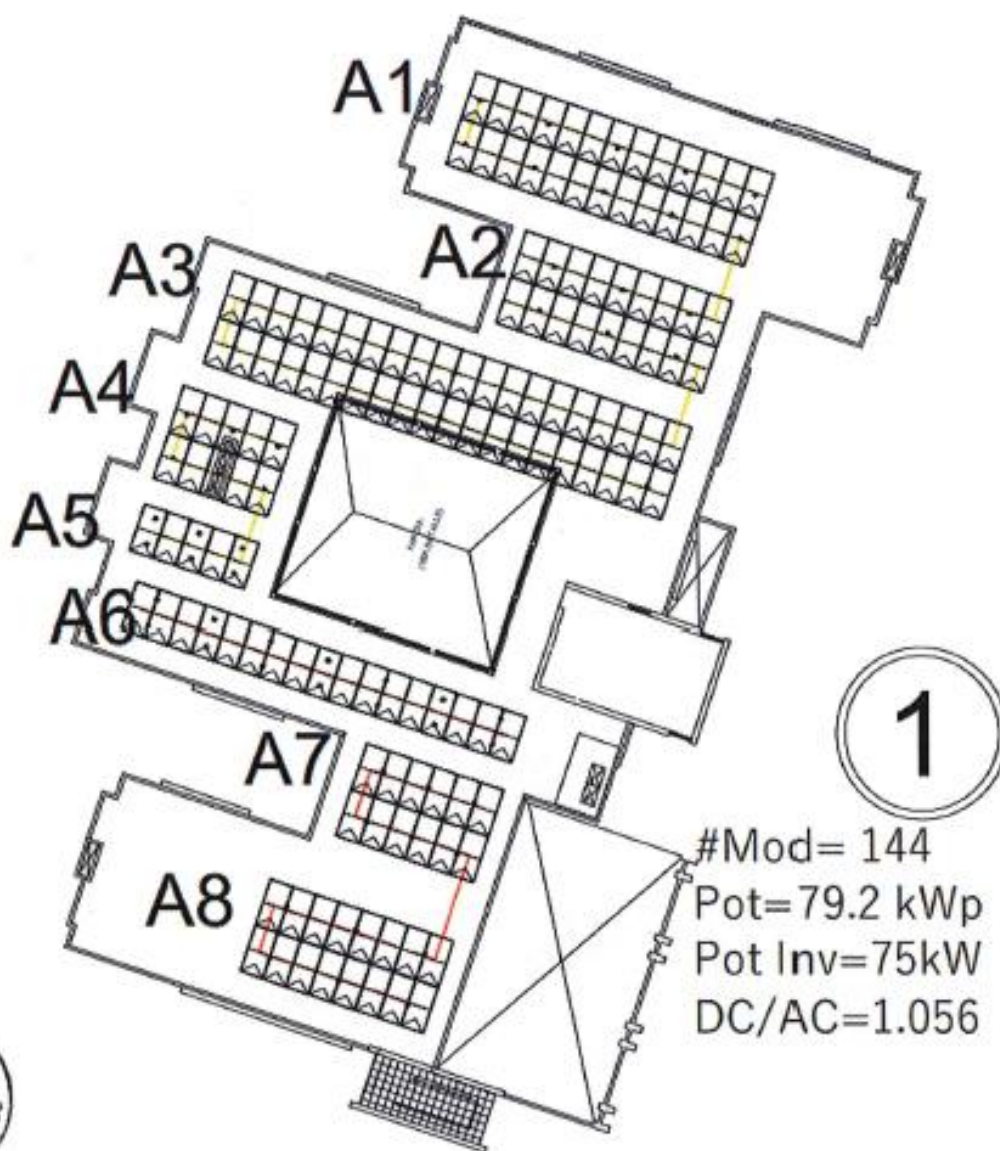 A1
A2
A3
A4
A5
A6
A7
A8
1
#Mod= 144
Pot=79.2 kWp
Pot Inv=75kW
DC/AC=1.056